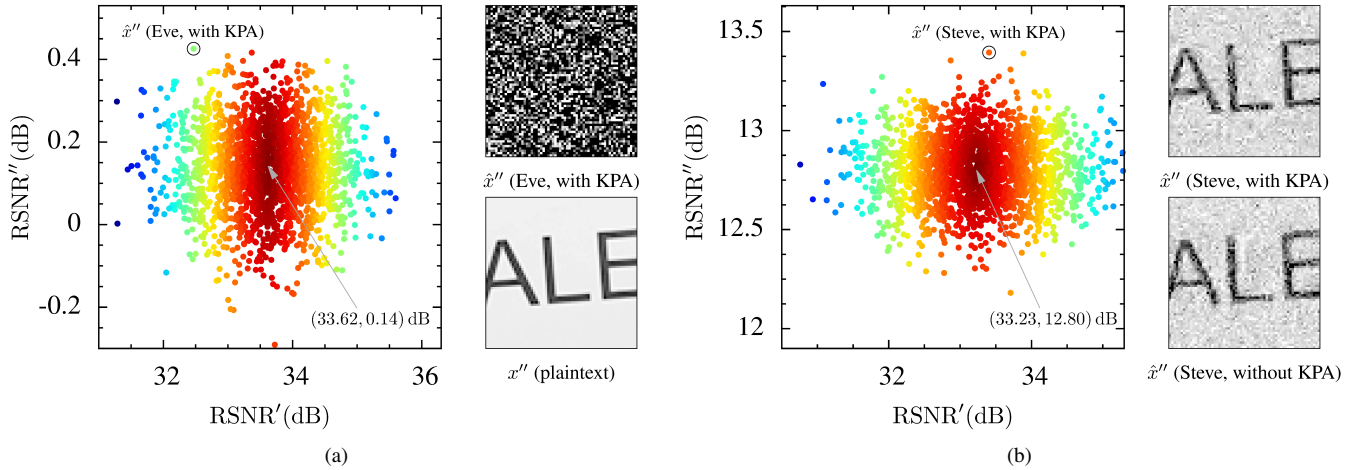 x̂″ (Eve, with KPA)
0.4
0.2
0
-0.2
RSNR″(dB)
(33.62, 0.14) dB
32
34
36
RSNR′(dB)
(a)
x̂″ (Eve, with KPA)
ALE
x″ (plaintext)
x̂″ (Steve, with KPA)
13.5
13
12.5
12
RSNR″(dB)
(33.23, 12.80) dB
32
34
RSNR′(dB)
(b)
ALE
x̂″ (Steve, with KPA)
ALE
x̂″ (Steve, without KPA)